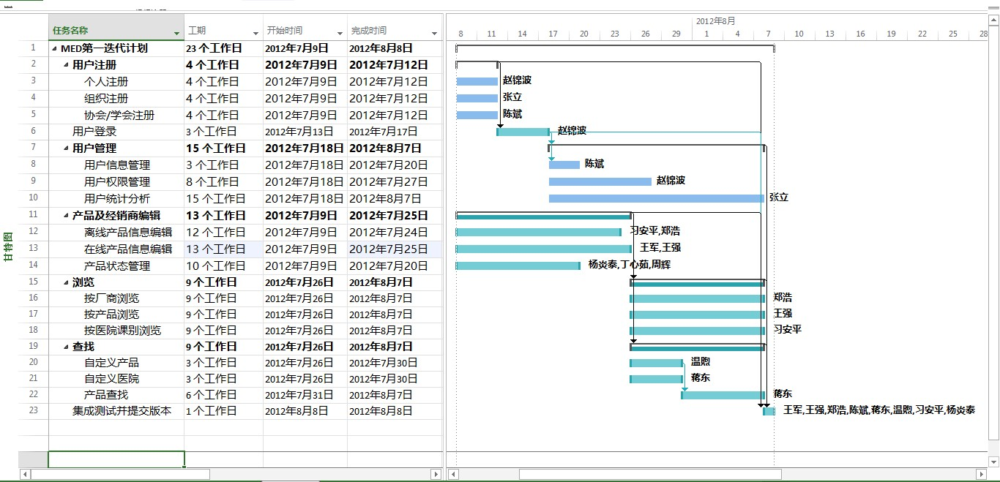 任务名称 工期 开始时间 完成时间
2012年8月
8 11 14 17 20 23 26 29 1 4 7 10 13 16 19 22 25 28
1 MED第一迭代计划 23 个工作日 2012年7月9日 2012年8月8日
2 用户注册 4 个工作日 2012年7月9日 2012年7月12日
3 个人注册 4 个工作日 2012年7月9日 2012年7月12日 赵锦波
4 组织注册 4 个工作日 2012年7月9日 2012年7月12日 张立
5 协会/学会注册 4 个工作日 2012年7月9日 2012年7月12日 陈斌
6 用户登录 3 个工作日 2012年7月13日 2012年7月17日 赵锦波
7 用户管理 15 个工作日 2012年7月18日 2012年8月7日
8 用户信息管理 3 个工作日 2012年7月18日 2012年7月20日 陈斌
9 用户权限管理 8 个工作日 2012年7月18日 2012年7月27日 赵锦波
10 用户统计分析 15 个工作日 2012年7月18日 2012年8月7日 张立
11 产品及经销商编辑 13 个工作日 2012年7月9日 2012年7月25日
12 离线产品信息编辑 12 个工作日 2012年7月9日 2012年7月24日 习安平,郑浩
13 在线产品信息编辑 13 个工作日 2012年7月9日 2012年7月25日 王军,王强
14 产品状态管理 10 个工作日 2012年7月9日 2012年7月20日 杨炎泰,丁心茹,周辉
15 浏览 9 个工作日 2012年7月26日 2012年8月7日
16 按厂商浏览 9 个工作日 2012年7月26日 2012年8月7日 郑浩
17 按产品浏览 9 个工作日 2012年7月26日 2012年8月7日 王强
18 按医院课别浏览 9 个工作日 2012年7月26日 2012年8月7日 习安平
19 查找 9 个工作日 2012年7月26日 2012年8月7日
20 自定义产品 3 个工作日 2012年7月26日 2012年7月30日 温煦
21 自定义医院 3 个工作日 2012年7月26日 2012年7月30日 蒋东
22 产品查找 6 个工作日 2012年7月31日 2012年8月7日 蒋东
23 集成测试并提交版本 1 个工作日 2012年8月8日 2012年8月8日 王军,王强,郑浩,陈斌,蒋东,温煦,习安平,杨炎泰
甘特图